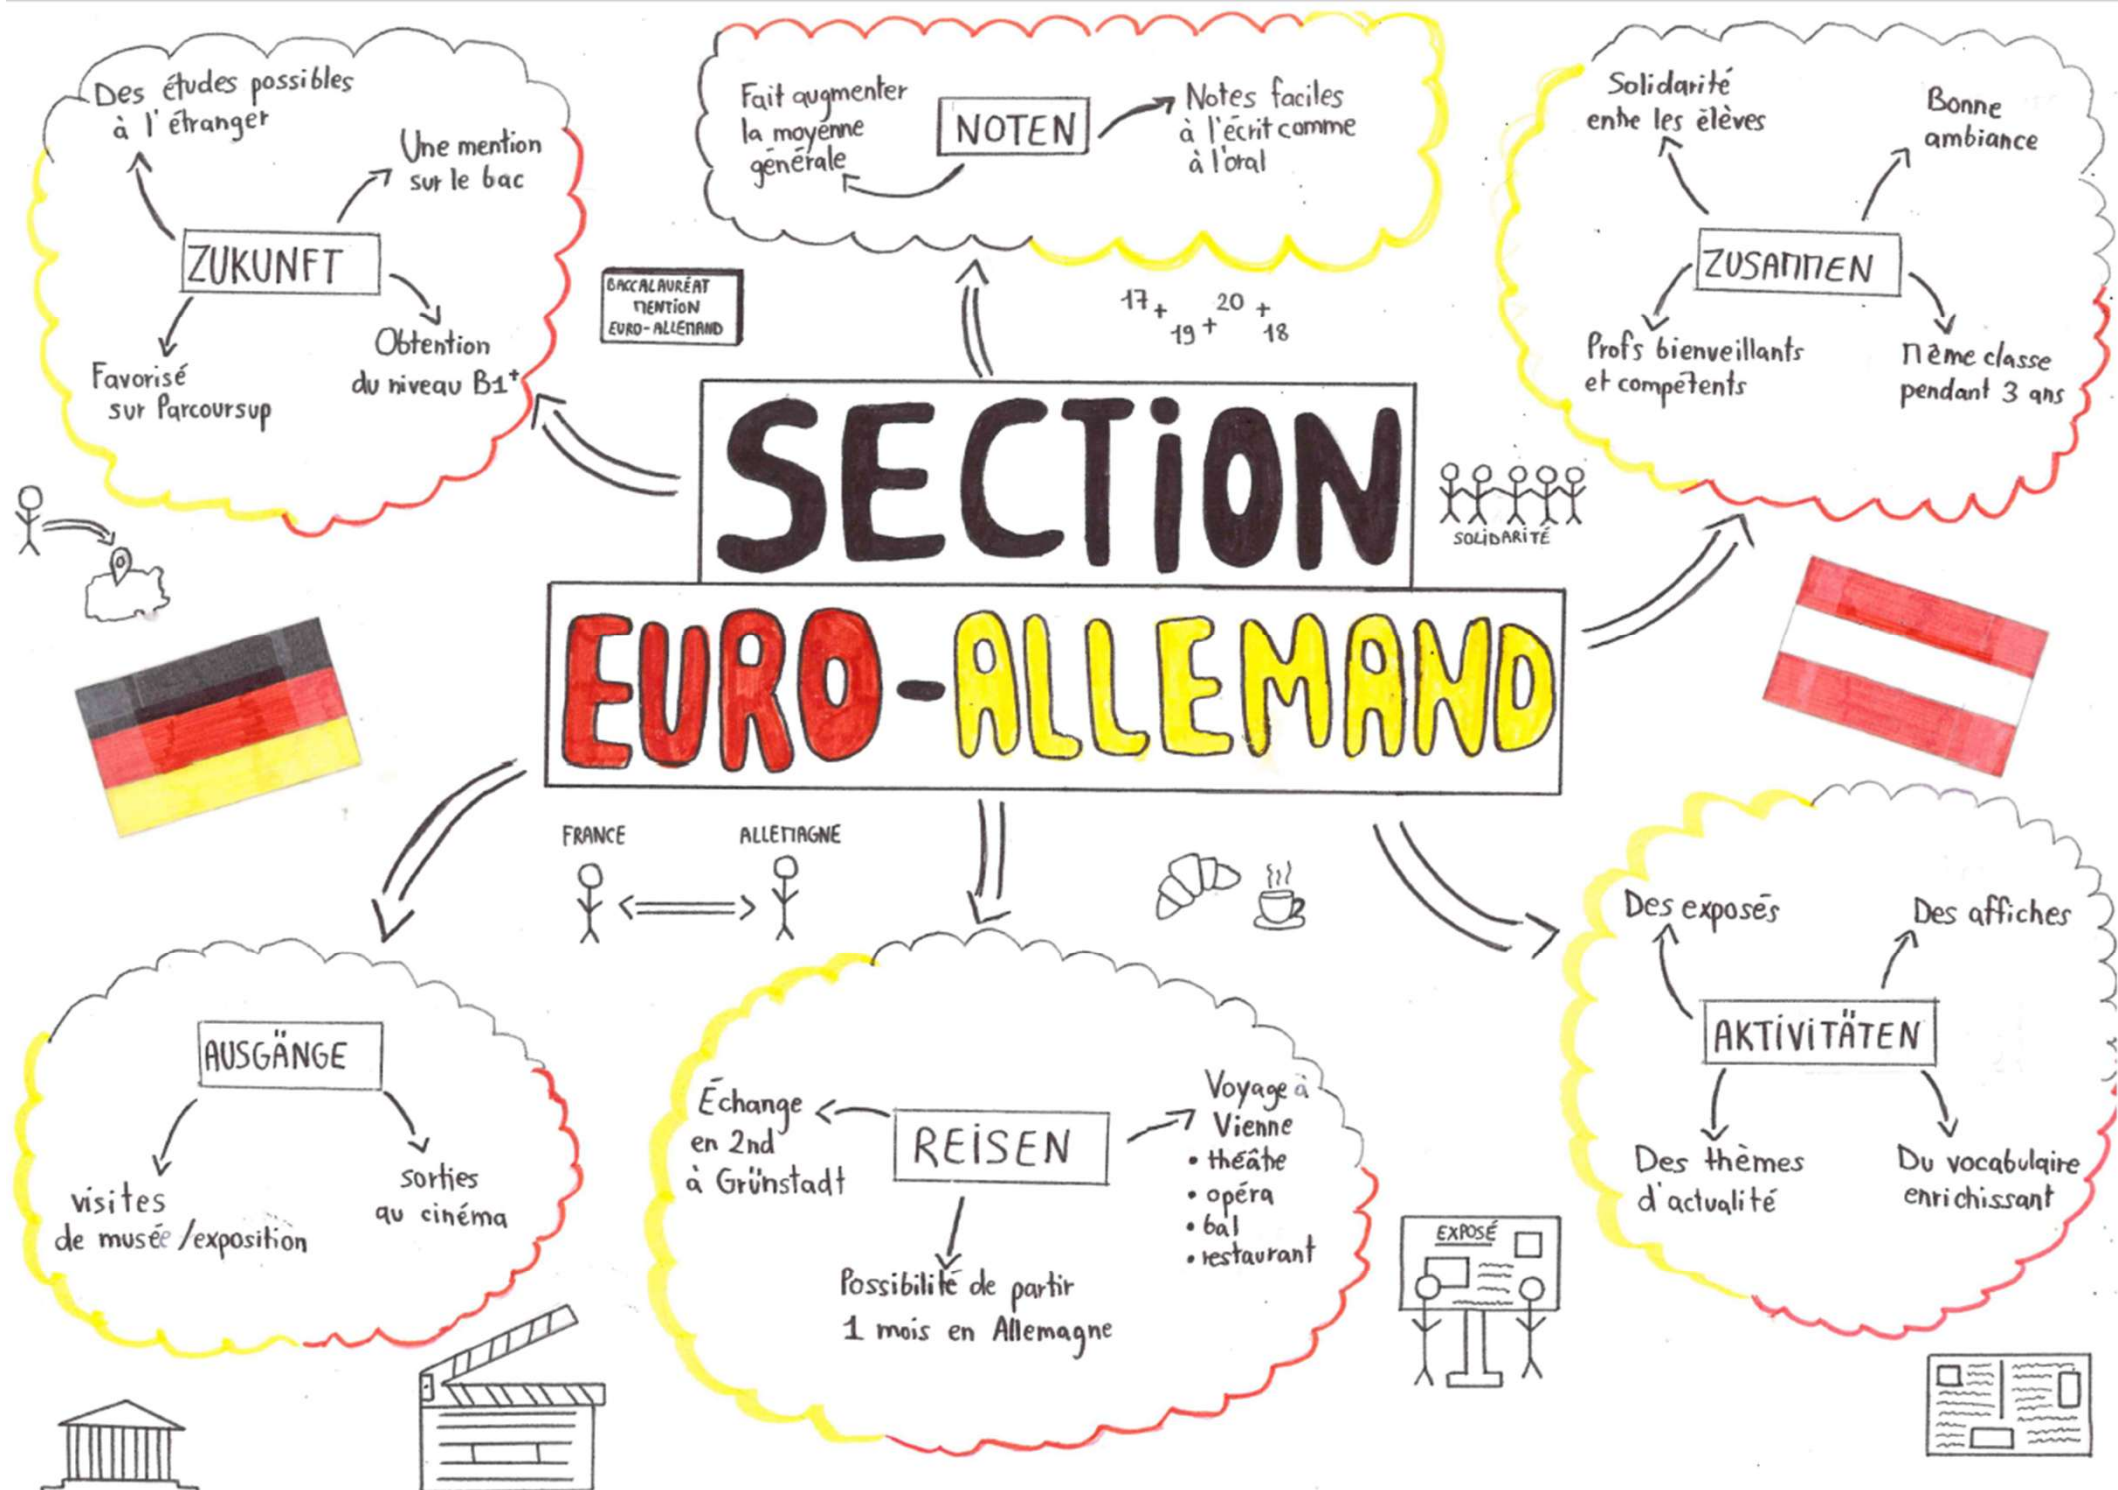 Des études possibles
à l'étranger
Une mention
sur le bac
ZUKUNFT
Favorisé
sur Parcoursup
Obtention
du niveau B1+
Fait augmenter
la moyenne
générale
NOTEN
Notes faciles
à l'écrit comme
à l'oral
Solidarité
entre les élèves
Bonne
ambiance
ZUSAMMEN
Profs bienveillants
et compétents
Même classe
pendant 3 ans
BACCALAURÉAT
MENTION
EURO-ALLEMAND
17 + 19 + 20 + 18
SECTION
EURO-ALLEMAND
SOLIDARITÉ
FRANCE
ALLEMAGNE
AUSGÄNGE
visites
de musée/exposition
sorties
au cinéma
REISEN
Échange
en 2nd
à Grünstadt
Possibilité de partir
1 mois en Allemagne
Voyage à
Vienne
• théâtre
• opéra
• bal
• restaurant
Des exposés
Des affiches
AKTIVITÄTEN
Des thèmes
d'actualité
Du vocabulaire
enrichissant
EXPOSÉ